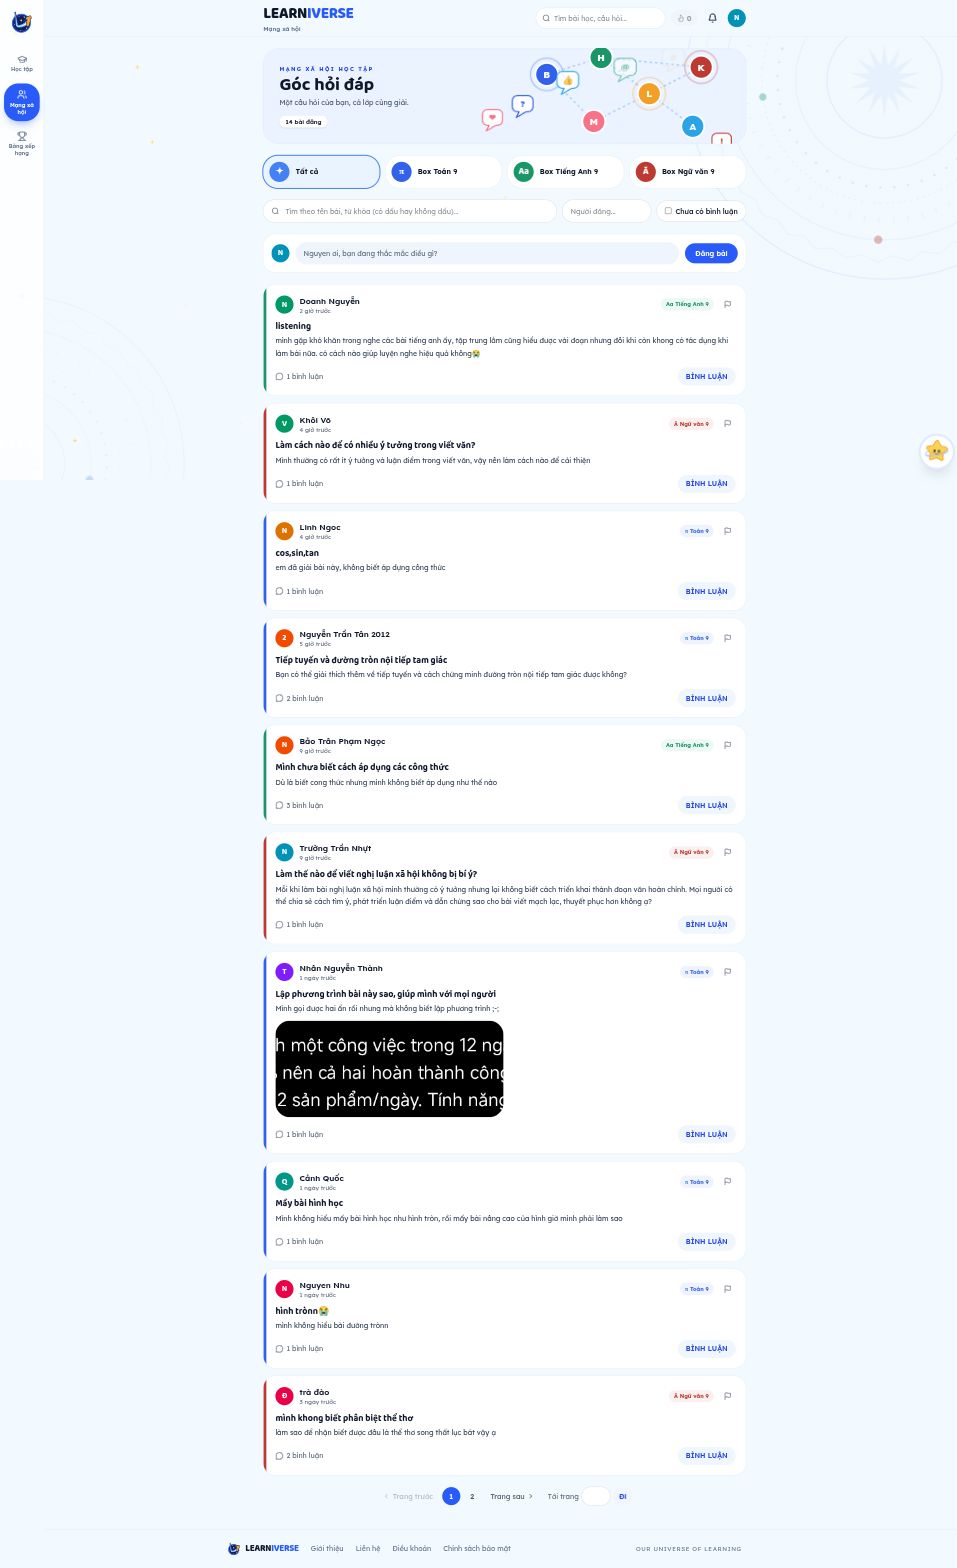 LEARNIVERSE
Mạng xã hội
Tìm bài học, câu hỏi...
0
N
Học tập
Mạng xã hội
Bảng xếp hạng
MẠNG XÃ HỘI HỌC TẬP
Góc hỏi đáp
Một câu hỏi của bạn, cả lớp cùng giải.
14 bài đăng
B
H
K
L
M
A
?
!
Tất cả
π Box Toán 9
Aa Box Tiếng Anh 9
Ă Box Ngữ văn 9
Tìm theo tên bài, từ khóa (có dấu hay không dấu)...
Người đăng...
Chưa có bình luận
N
Nguyen ơi, bạn đang thắc mắc điều gì?
Đăng bài
N
Doanh Nguyễn
2 giờ trước
Aa Tiếng Anh 9
listening
mình gặp khó khăn trong nghe các bài tiếng anh ấy, tập trung lắm cũng hiểu được vài đoạn nhưng đôi khi còn khong có tác dụng khi
làm bài nữa. có cách nào giúp luyện nghe hiệu quả không😭
1 bình luận
BÌNH LUẬN
V
Khôi Võ
4 giờ trước
Ă Ngữ văn 9
Làm cách nào để có nhiều ý tưởng trong viết văn?
Mình thường có rất ít ý tưởng và luận điểm trong viết văn, vậy nên làm cách nào để cải thiện
1 bình luận
BÌNH LUẬN
N
Linh Ngoc
4 giờ trước
π Toán 9
cos,sin,tan
em đã giải bài này, không biết áp dụng công thức
1 bình luận
BÌNH LUẬN
2
Nguyễn Trần Tân 2012
5 giờ trước
π Toán 9
Tiếp tuyến và đường tròn nội tiếp tam giác
Bạn có thể giải thích thêm về tiếp tuyến và cách chứng minh đường tròn nội tiếp tam giác được không?
2 bình luận
BÌNH LUẬN
N
Bảo Trân Phạm Ngọc
9 giờ trước
Aa Tiếng Anh 9
Mình chưa biết cách áp dụng các công thức
Dù là biết cong thức nhưng mình không biết áp dụng như thế nào
3 bình luận
BÌNH LUẬN
N
Trường Trần Nhựt
9 giờ trước
Ă Ngữ văn 9
Làm thế nào để viết nghị luận xã hội không bị bí ý?
Mỗi khi làm bài nghị luận xã hội mình thường có ý tưởng nhưng lại không biết cách triển khai thành đoạn văn hoàn chỉnh. Mọi người có
thể chia sẻ cách tìm ý, phát triển luận điểm và dẫn chứng sao cho bài viết mạch lạc, thuyết phục hơn không ạ?
1 bình luận
BÌNH LUẬN
T
Nhân Nguyễn Thành
1 ngày trước
π Toán 9
Lập phương trình bài này sao, giúp mình với mọi người
Mình gọi được hai ẩn rồi nhưng mà không biết lập phương trình ;-;
h một công việc trong 12 ng
nên cả hai hoàn thành công
2 sản phẩm/ngày. Tính năng
1 bình luận
BÌNH LUẬN
Q
Cảnh Quốc
1 ngày trước
π Toán 9
Mấy bài hình học
Mình không hiểu mấy bài hình học như hình tròn, rồi mấy bài nâng cao của hình giờ mình phải làm sao
1 bình luận
BÌNH LUẬN
N
Nguyen Nhu
1 ngày trước
π Toán 9
hình trònn😭
mình không hiểu bài đường trònn
1 bình luận
BÌNH LUẬN
Đ
trà đào
3 ngày trước
Ă Ngữ văn 9
mình khong biết phân biệt thể thơ
làm sao để nhận biết được đâu là thể thơ song thất lục bát vậy ạ
2 bình luận
BÌNH LUẬN
Trang trước
1
2
Trang sau
Tới trang
ĐI
LEARNIVERSE
Giới thiệu
Liên hệ
Điều khoản
Chính sách bảo mật
OUR UNIVERSE OF LEARNING